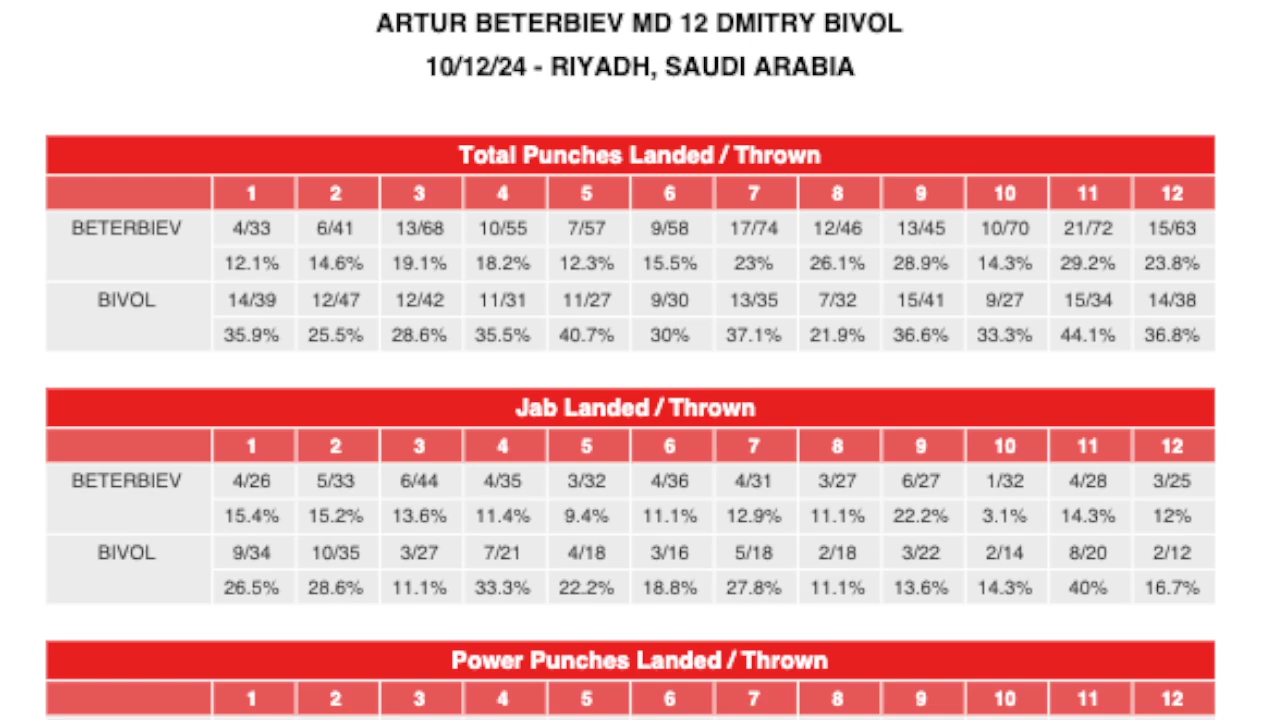 ARTUR BETERBIEV MD 12 DMITRY BIVOL
10/12/24 - RIYADH, SAUDI ARABIA
Total Punches Landed / Thrown
1 2 3 4 5 6 7 8 9 10 11 12
BETERBIEV 4/33 6/41 13/68 10/55 7/57 9/58 17/74 12/46 13/45 10/70 21/72 15/63
12.1% 14.6% 19.1% 18.2% 12.3% 15.5% 23% 26.1% 28.9% 14.3% 29.2% 23.8%
BIVOL 14/39 12/47 12/42 11/31 11/27 9/30 13/35 7/32 15/41 9/27 15/34 14/38
35.9% 25.5% 28.6% 35.5% 40.7% 30% 37.1% 21.9% 36.6% 33.3% 44.1% 36.8%
Jab Landed / Thrown
1 2 3 4 5 6 7 8 9 10 11 12
BETERBIEV 4/26 5/33 6/44 4/35 3/32 4/36 4/31 3/27 6/27 1/32 4/28 3/25
15.4% 15.2% 13.6% 11.4% 9.4% 11.1% 12.9% 11.1% 22.2% 3.1% 14.3% 12%
BIVOL 9/34 10/35 3/27 7/21 4/18 3/16 5/18 2/18 3/22 2/14 8/20 2/12
26.5% 28.6% 11.1% 33.3% 22.2% 18.8% 27.8% 11.1% 13.6% 14.3% 40% 16.7%
Power Punches Landed / Thrown
1 2 3 4 5 6 7 8 9 10 11 12